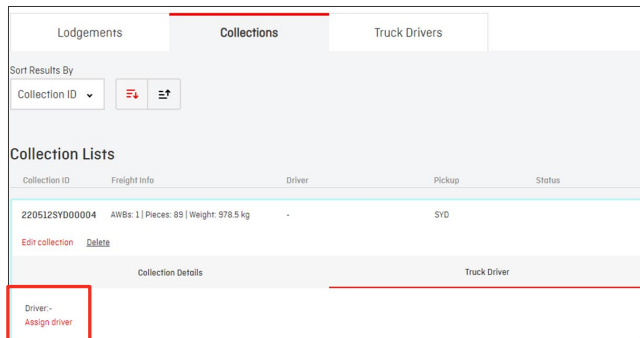 Lodgements Collections Truck Drivers
Sort Results By
Collection ID
Collection Lists
Collection ID Freight Info Driver Pickup Status
220512SYD00004 AWBs: 1 | Pieces: 89 | Weight: 978.5 kg - SYD
Edit collection Delete
Collection Details Truck Driver
Driver:-
Assign driver